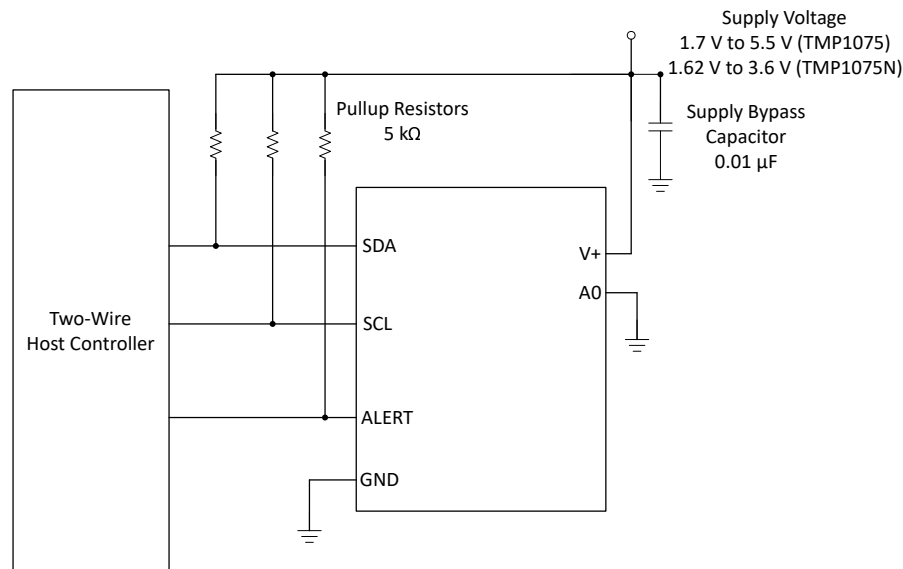 Supply Voltage
1.7 V to 5.5 V (TMP1075)
1.62 V to 3.6 V (TMP1075N)
Pullup Resistors
5 kΩ
Supply Bypass
Capacitor
0.01 µF
Two-Wire
Host Controller
SDA
SCL
ALERT
GND
V+
A0